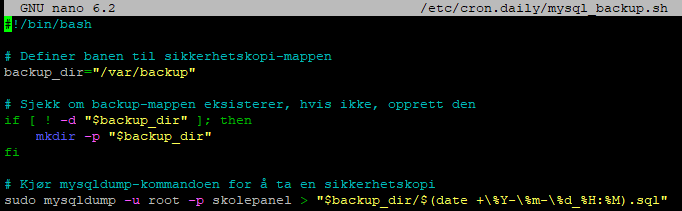 GNU nano 6.2 /etc/cron.daily/mysql_backup.sh
#!/bin/bash
# Definer banen til sikkerhetskopi-mappen
backup_dir="/var/backup"
# Sjekk om backup-mappen eksisterer, hvis ikke, opprett den
if [ ! -d "$backup_dir" ]; then
    mkdir -p "$backup_dir"
fi
# Kjør mysqldump-kommandoen for å ta en sikkerhetskopi
sudo mysqldump -u root -p skolepanel > "$backup_dir/$(date +\%Y-\%m-\%d_%H:%M).sql"